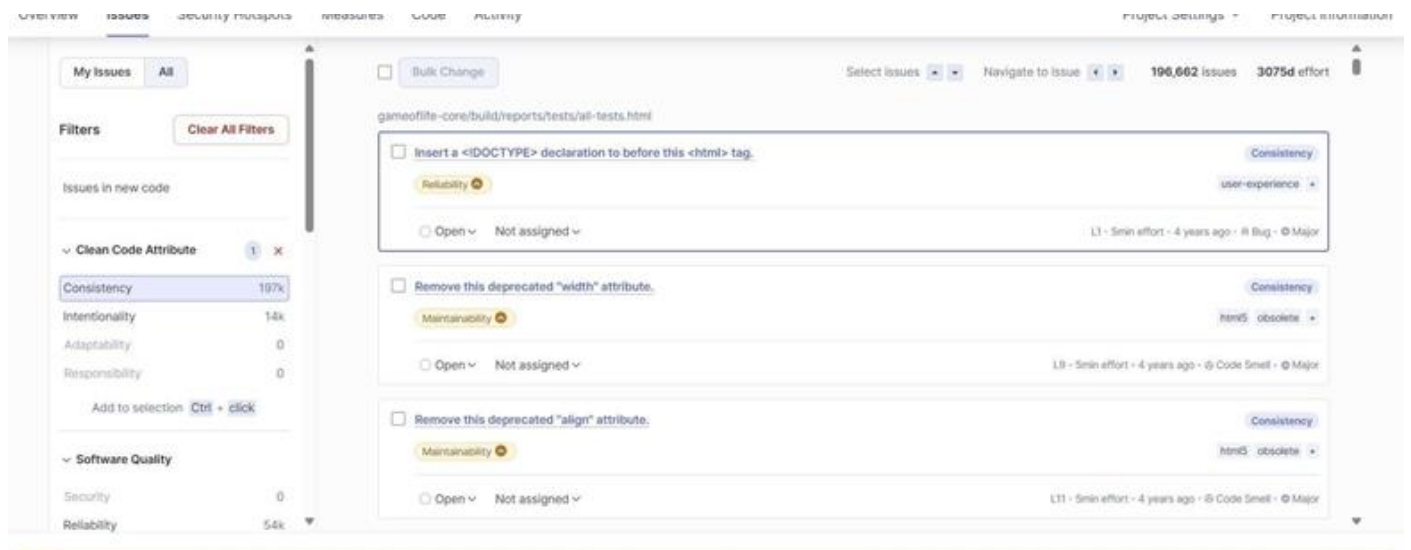 Overview Issues Security Hotspots Measures Code Activity Project Settings Project Information
My Issues All
Bulk Change Select issues Navigate to issue 196,662 issues 3075d effort
Filters Clear All Filters
gameoflife-core/build/reports/tests/all-tests.html
Insert a <!DOCTYPE> declaration to before this <html> tag. Consistency
Reliability user-experience +
Issues in new code
Open Not assigned L1 • 5min effort • 4 years ago • Bug • Major
Clean Code Attribute 1 x
Consistency 197k
Intentionality 14k
Adaptability 0
Responsibility 0
Add to selection Ctrl + click
Remove this deprecated "width" attribute. Consistency
Maintainability html5 obsolete +
Open Not assigned L9 • 5min effort • 4 years ago • Code Smell • Major
Remove this deprecated "align" attribute. Consistency
Maintainability html5 obsolete +
Open Not assigned L11 • 5min effort • 4 years ago • Code Smell • Major
Software Quality
Security 0
Reliability 54k